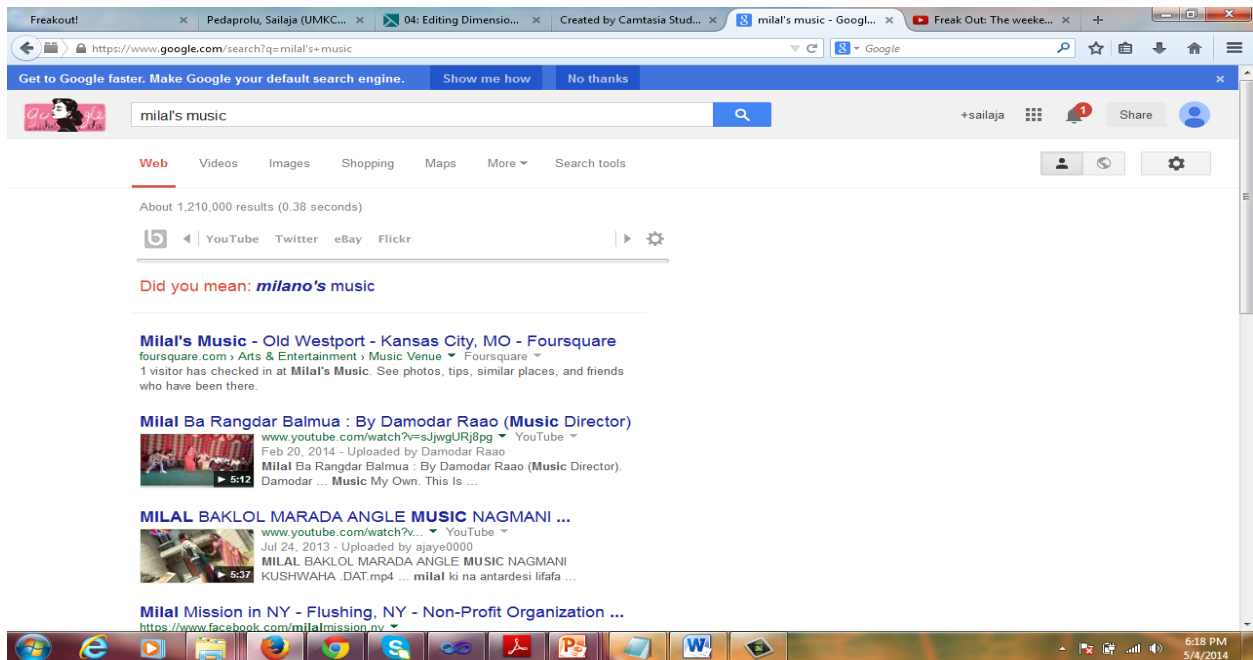 Freakout!
Pedaprolu, Sailaja (UMKC...
04: Editing Dimensio...
Created by Camtasia Stud...
milal's music - Googl...
Freak Out: The weeke...
https://www.google.com/search?q=milal's+music
Google
Get to Google faster. Make Google your default search engine. Show me how No thanks
milal's music
+sailaja
1
Share
Web Videos Images Shopping Maps More Search tools
About 1,210,000 results (0.38 seconds)
YouTube Twitter eBay Flickr
Did you mean: milano's music
Milal's Music - Old Westport - Kansas City, MO - Foursquare
foursquare.com › Arts & Entertainment › Music Venue Foursquare
1 visitor has checked in at Milal's Music. See photos, tips, similar places, and friends
who have been there.
Milal Ba Rangdar Balmua : By Damodar Raao (Music Director)
www.youtube.com/watch?v=sJjwgURj8pg YouTube
Feb 20, 2014 - Uploaded by Damodar Raao
Milal Ba Rangdar Balmua : By Damodar Raao (Music Director).
5:12
Damodar ... Music My Own. This Is ...
MILAL BAKLOL MARADA ANGLE MUSIC NAGMANI ...
www.youtube.com/watch?v... YouTube
Jul 24, 2013 - Uploaded by ajaye0000
MILAL BAKLOL MARADA ANGLE MUSIC NAGMANI
5:37
KUSHWAHA .DAT.mp4 ... milal ki na antardesi lifafa ...
Milal Mission in NY - Flushing, NY - Non-Profit Organization ...
https://www.facebook.com/milalmission.ny
6:18 PM
5/4/2014